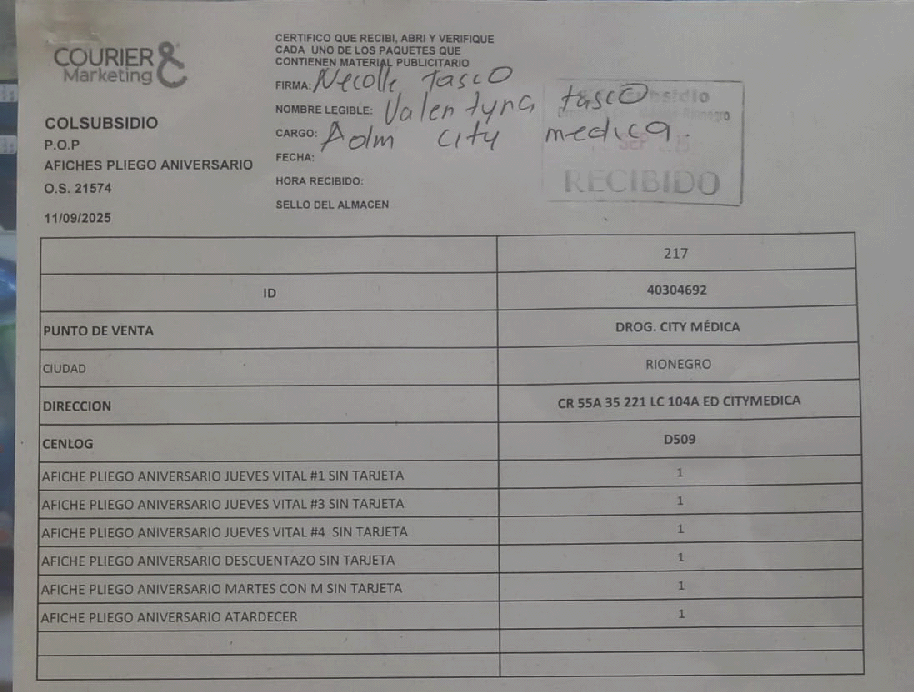 COURIER &
Marketing
COLSUBSIDIO
P.O.P
AFICHES PLIEGO ANIVERSARIO
O.S. 21574
11/09/2025
CERTIFICO QUE RECIBI, ABRI Y VERIFIQUE
CADA UNO DE LOS PAQUETES QUE
CONTIENEN MATERIAL PUBLICITARIO
FIRMA: Necolle Tasco
NOMBRE LEGIBLE: Valentyna tasco
CARGO: Adm city medica.
FECHA:
HORA RECIBIDO:
SELLO DEL ALMACEN
RECIBIDO
217
ID 40304692
PUNTO DE VENTA DROG. CITY MÉDICA
CIUDAD RIONEGRO
DIRECCION CR 55A 35 221 LC 104A ED CITYMEDICA
CENLOG D509
AFICHE PLIEGO ANIVERSARIO JUEVES VITAL #1 SIN TARJETA 1
AFICHE PLIEGO ANIVERSARIO JUEVES VITAL #3 SIN TARJETA 1
AFICHE PLIEGO ANIVERSARIO JUEVES VITAL #4 SIN TARJETA 1
AFICHE PLIEGO ANIVERSARIO DESCUENTAZO SIN TARJETA 1
AFICHE PLIEGO ANIVERSARIO MARTES CON M SIN TARJETA 1
AFICHE PLIEGO ANIVERSARIO ATARDECER 1